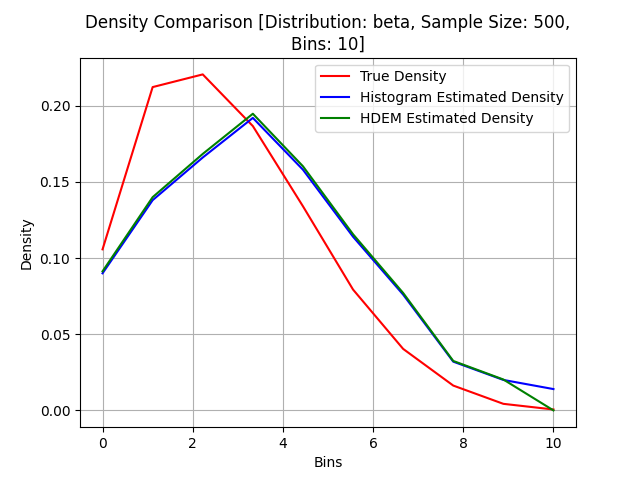 Density Comparison [Distribution: beta, Sample Size: 500,
Bins: 10]
True Density
Histogram Estimated Density
HDEM Estimated Density
Density
0.20
0.15
0.10
0.05
0.00
0 2 4 6 8 10
Bins